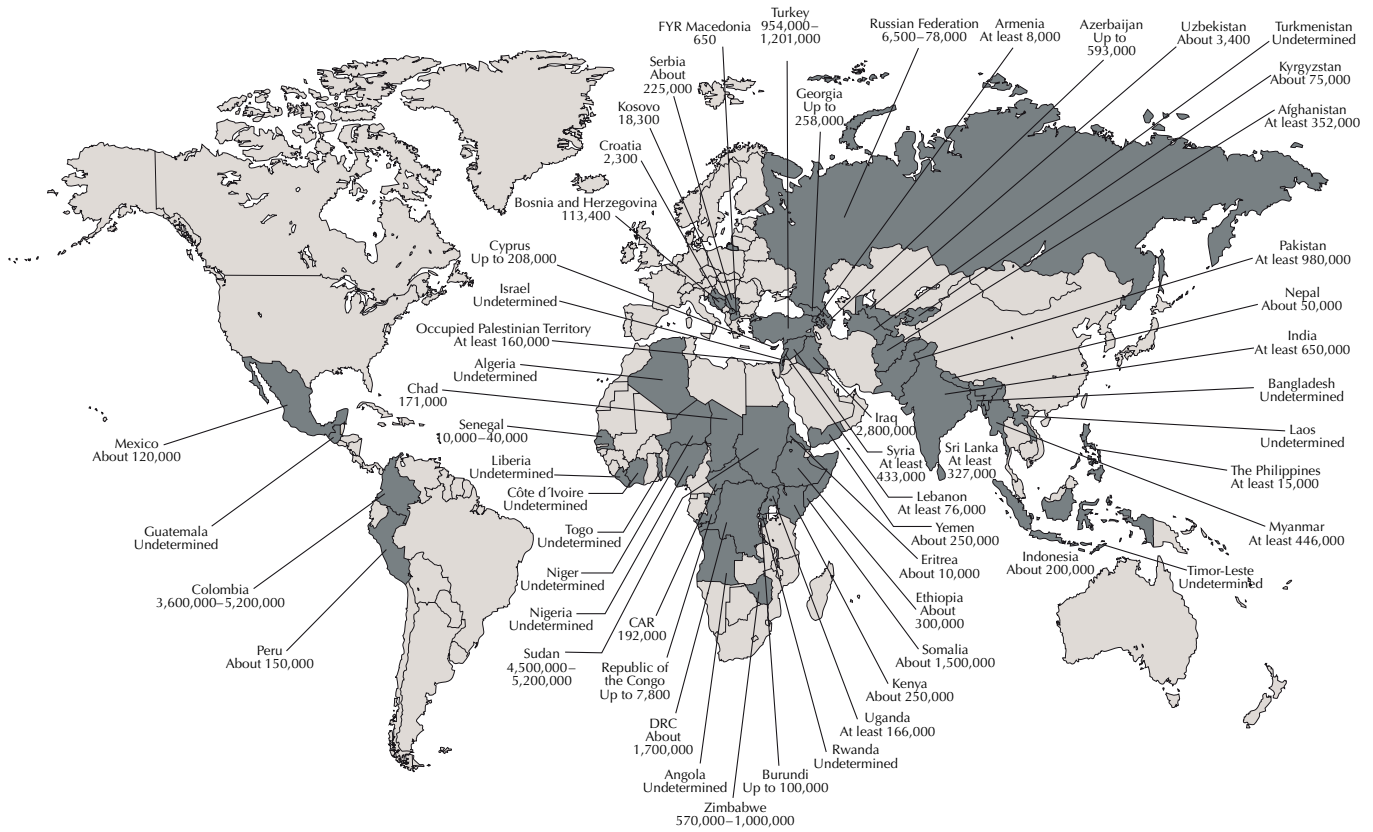 Turkey
954,000–
1,201,000
FYR Macedonia
650
Russian Federation
6,500–78,000
Armenia
At least 8,000
Azerbaijan
Up to
593,000
Uzbekistan
About 3,400
Turkmenistan
Undetermined
Serbia
About
225,000
Georgia
Up to
258,000
Kyrgyzstan
About 75,000
Kosovo
18,300
Afghanistan
At least 352,000
Croatia
2,300
Bosnia and Herzegovina
113,400
Cyprus
Up to 208,000
Pakistan
At least 980,000
Israel
Undetermined
Nepal
About 50,000
Occupied Palestinian Territory
At least 160,000
India
At least 650,000
Algeria
Undetermined
Bangladesh
Undetermined
Chad
171,000
Senegal
10,000–40,000
Iraq
2,800,000
Laos
Undetermined
Mexico
About 120,000
Syria
At least
433,000
Sri Lanka
At least
327,000
Liberia
Undetermined
The Philippines
At least 15,000
Côte d´Ivoire
Undetermined
Lebanon
At least 76,000
Guatemala
Undetermined
Togo
Undetermined
Yemen
About 250,000
Myanmar
At least 446,000
Indonesia
About 200,000
Timor-Leste
Undetermined
Niger
Undetermined
Eritrea
About 10,000
Colombia
3,600,000–5,200,000
Nigeria
Undetermined
Ethiopia
About
300,000
CAR
192,000
Peru
About 150,000
Sudan
4,500,000–
5,200,000
Somalia
About 1,500,000
Republic of
the Congo
Up to 7,800
Kenya
About 250,000
DRC
About
1,700,000
Uganda
At least 166,000
Rwanda
Undetermined
Angola
Undetermined
Burundi
Up to 100,000
Zimbabwe
570,000–1,000,000